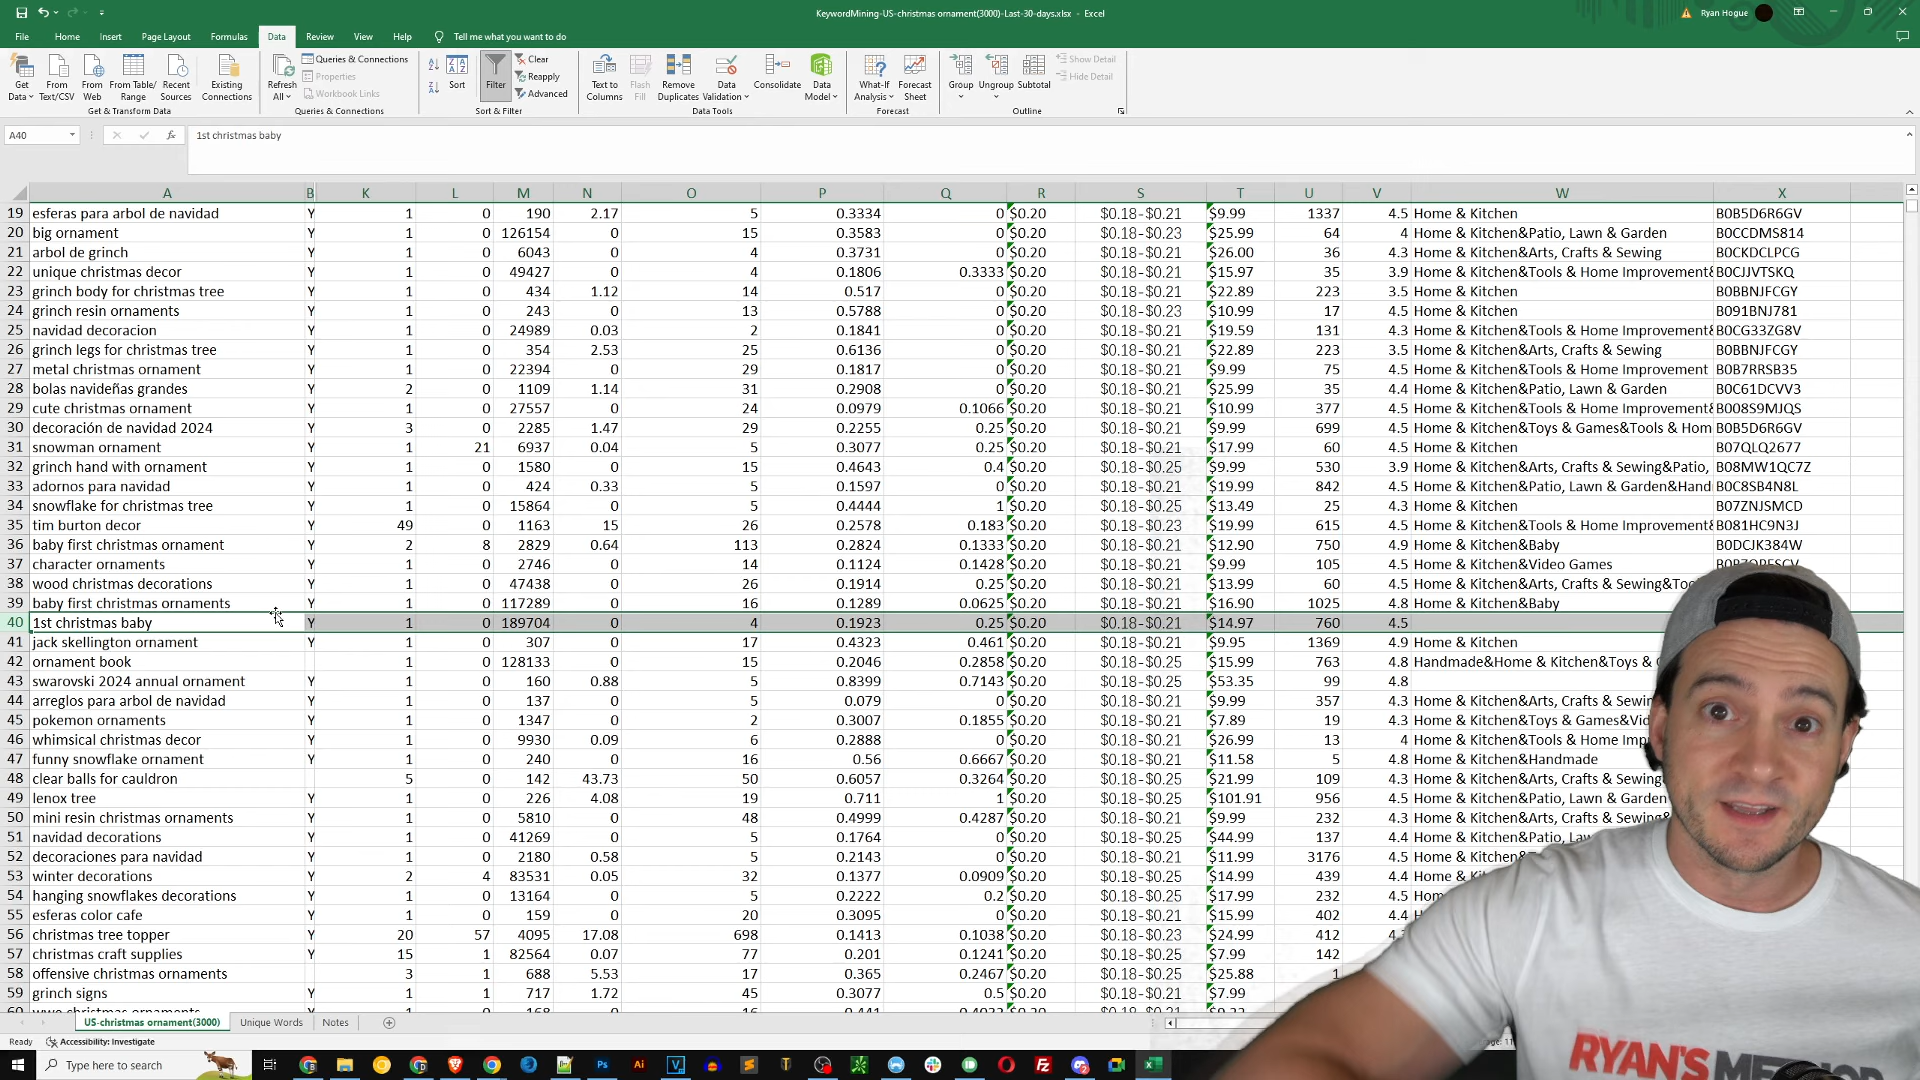 KeywordMining-US-christmas ornament(3000)-Last-30-days.xlsx - Excel
Ryan Hogue
File Home Insert Page Layout Formulas Data Review View Help Tell me what you want to do
Get Data From Text/CSV From Web From Table/Range Recent Sources Existing Connections Refresh All Queries & Connections Properties Workbook Links Sort Filter Clear Reapply Advanced Text to Columns Flash Fill Remove Duplicates Data Validation Consolidate Data Model What-If Analysis Forecast Sheet Group Ungroup Subtotal Show Detail Hide Detail
Get & Transform Data Queries & Connections Sort & Filter Data Tools Forecast Outline
A40 fx 1st christmas baby
A B K L M N O P Q R S T U V W X
19 esferas para arbol de navidad Y 1 0 190 2.17 5 0.3334 0 $0.20 $0.18-$0.21 $9.99 1337 4.5 Home & Kitchen B0B5D6R6GV
20 big ornament Y 1 0 126154 0 15 0.3583 0 $0.20 $0.18-$0.23 $25.99 64 4 Home & Kitchen&Patio, Lawn & Garden B0CCDMS814
21 arbol de grinch Y 1 0 6043 0 4 0.3731 0 $0.20 $0.18-$0.21 $26.00 36 4.3 Home & Kitchen&Arts, Crafts & Sewing B0CKDCLPCG
22 unique christmas decor Y 1 0 49427 0 4 0.1806 0.3333 $0.20 $0.18-$0.21 $15.97 35 3.9 Home & Kitchen&Tools & Home Improvement& B0CJJVTSKQ
23 grinch body for christmas tree Y 1 0 434 1.12 14 0.517 0 $0.20 $0.18-$0.21 $22.89 223 3.5 Home & Kitchen B0BBNJFCGY
24 grinch resin ornaments Y 1 0 243 0 13 0.5788 0 $0.20 $0.18-$0.23 $10.99 17 4.5 Home & Kitchen B091BNJ781
25 navidad decoracion Y 1 0 24989 0.03 2 0.1841 0 $0.20 $0.18-$0.21 $19.59 131 4.3 Home & Kitchen&Tools & Home Improvement& B0CG33ZG8V
26 grinch legs for christmas tree Y 1 0 354 2.53 25 0.6136 0 $0.20 $0.18-$0.21 $22.89 223 3.5 Home & Kitchen&Arts, Crafts & Sewing B0BBNJFCGY
27 metal christmas ornament Y 1 0 22394 0 29 0.1817 0 $0.20 $0.18-$0.21 $9.99 75 4.5 Home & Kitchen&Tools & Home Improvement B0B7RRSB35
28 bolas navideñas grandes Y 2 0 1109 1.14 31 0.2908 0 $0.20 $0.18-$0.21 $25.99 35 4.4 Home & Kitchen&Patio, Lawn & Garden B0C61DCVV3
29 cute christmas ornament Y 1 0 27557 0 24 0.0979 0.1066 $0.20 $0.18-$0.21 $10.99 377 4.5 Home & Kitchen&Tools & Home Improvement& B008S9MJQS
30 decoración de navidad 2024 Y 3 0 2285 1.47 29 0.2255 0.25 $0.20 $0.18-$0.21 $9.99 699 4.5 Home & Kitchen&Toys & Games&Tools & Hom B0B5D6R6GV
31 snowman ornament Y 1 21 6937 0.04 5 0.3077 0.25 $0.20 $0.18-$0.21 $17.99 60 4.5 Home & Kitchen B07QLQ2677
32 grinch hand with ornament Y 1 0 1580 0 15 0.4643 0.4 $0.20 $0.18-$0.25 $9.99 530 3.9 Home & Kitchen&Arts, Crafts & Sewing&Patio, B08MW1QC7Z
33 adornos para navidad Y 1 0 424 0.33 5 0.1597 0 $0.20 $0.18-$0.21 $19.99 842 4.5 Home & Kitchen&Patio, Lawn & Garden&Hand B0C8SB4N8L
34 snowflake for christmas tree Y 1 0 15864 0 5 0.4444 1 $0.20 $0.18-$0.25 $13.49 25 4.3 Home & Kitchen B07ZNJSMCD
35 tim burton decor Y 49 0 1163 15 26 0.2578 0.183 $0.20 $0.18-$0.23 $19.99 615 4.5 Home & Kitchen&Tools & Home Improvement& B081HC9N3J
36 baby first christmas ornament Y 2 8 2829 0.64 113 0.2824 0.1333 $0.20 $0.18-$0.21 $12.90 750 4.9 Home & Kitchen&Baby B0DCJK384W
37 character ornaments Y 1 0 2746 0 14 0.1124 0.1428 $0.20 $0.18-$0.21 $9.99 105 4.5 Home & Kitchen&Video Games
38 wood christmas decorations Y 1 0 47438 0 26 0.1914 0.25 $0.20 $0.18-$0.21 $13.99 60 4.5 Home & Kitchen&Arts, Crafts & Sewing&Too
39 baby first christmas ornaments Y 1 0 117289 0 16 0.1289 0.0625 $0.20 $0.18-$0.21 $16.90 1025 4.8 Home & Kitchen&Baby
40 1st christmas baby Y 1 0 189704 0 4 0.1923 0.25 $0.20 $0.18-$0.21 $14.97 760 4.5
41 jack skellington ornament Y 1 0 307 0 17 0.4323 0.461 $0.20 $0.18-$0.21 $9.95 1369 4.9 Home & Kitchen
42 ornament book 1 0 128133 0 15 0.2046 0.2858 $0.20 $0.18-$0.25 $15.99 763 4.8 Handmade&Home & Kitchen&Toys &
43 swarovski 2024 annual ornament Y 1 0 160 0.88 5 0.8399 0.7143 $0.20 $0.18-$0.21 $53.35 99 4.8
44 arreglos para arbol de navidad Y 1 0 137 0 5 0.079 0 $0.20 $0.18-$0.21 $9.99 357 4.3 Home & Kitchen&Arts, Crafts & Sewi
45 pokemon ornaments Y 1 0 1347 0 2 0.3007 0.1855 $0.20 $0.18-$0.21 $7.89 19 4.3 Home & Kitchen&Toys & Games&Vid
46 whimsical christmas decor Y 1 0 9930 0.09 6 0.2888 0 $0.20 $0.18-$0.21 $26.99 13 4 Home & Kitchen&Tools & Home Imp
47 funny snowflake ornament Y 1 0 240 0 16 0.56 0.6667 $0.20 $0.18-$0.21 $11.58 5 4.8 Home & Kitchen&Handmade
48 clear balls for cauldron 5 0 142 43.73 50 0.6057 0.3264 $0.20 $0.18-$0.25 $21.99 109 4.3 Home & Kitchen&Arts, Crafts & Sewing
49 lenox tree Y 1 0 226 4.08 19 0.711 1 $0.20 $0.18-$0.25 $101.91 956 4.5 Home & Kitchen&Patio, Lawn & Garden
50 mini resin christmas ornaments Y 1 0 5810 0 48 0.4999 0.4287 $0.20 $0.18-$0.25 $9.99 232 4.3 Home & Kitchen&Arts, Crafts & Sewing&
51 navidad decorations Y 1 0 41269 0 5 0.1764 0 $0.20 $0.18-$0.25 $44.99 137 4.4 Home & Kitchen&Patio, Law
52 decoraciones para navidad Y 1 0 2180 0.58 5 0.2143 0 $0.20 $0.18-$0.21 $11.99 3176 4.5 Home & Kitchen&T
53 winter decorations Y 2 4 83531 0.05 32 0.1377 0.0909 $0.20 $0.18-$0.21 $14.99 439 4.4 Home & Kit
54 hanging snowflakes decorations Y 1 0 13164 0 5 0.2222 0.2 $0.20 $0.18-$0.21 $17.99 232 4.5 Hom
55 esferas color cafe Y 1 0 159 0 20 0.3095 0 $0.20 $0.18-$0.21 $15.99 402 4.4
56 christmas tree topper Y 20 57 4095 17.08 698 0.1413 0.1038 $0.20 $0.18-$0.23 $24.99 412
57 christmas craft supplies Y 15 1 82564 0.07 77 0.201 0.1241 $0.20 $0.18-$0.25 $7.99 142
58 offensive christmas ornaments 3 1 688 5.53 17 0.365 0.2467 $0.20 $0.18-$0.25 $25.88 1
59 grinch signs Y 1 1 717 1.72 45 0.3077 0.5 $0.20 $0.18-$0.21 $7.99
US-christmas ornament(3000) Unique Words Notes
Ready Accessibility: Investigate
Type here to search
RYAN'S METHOD